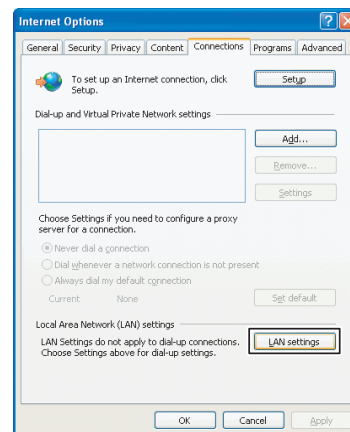 Internet Options
General Security Privacy Content Connections Programs Advanced
To set up an Internet connection, click
Setup.
Setup
Dial-up and Virtual Private Network settings
Add...
Remove...
Settings
Choose Settings if you need to configure a proxy
server for a connection.
Never dial a connection
Dial whenever a network connection is not present
Always dial my default connection
Current None
Set default
Local Area Network (LAN) settings
LAN Settings do not apply to dial-up connections.
Choose Settings above for dial-up settings.
LAN settings
OK Cancel Apply